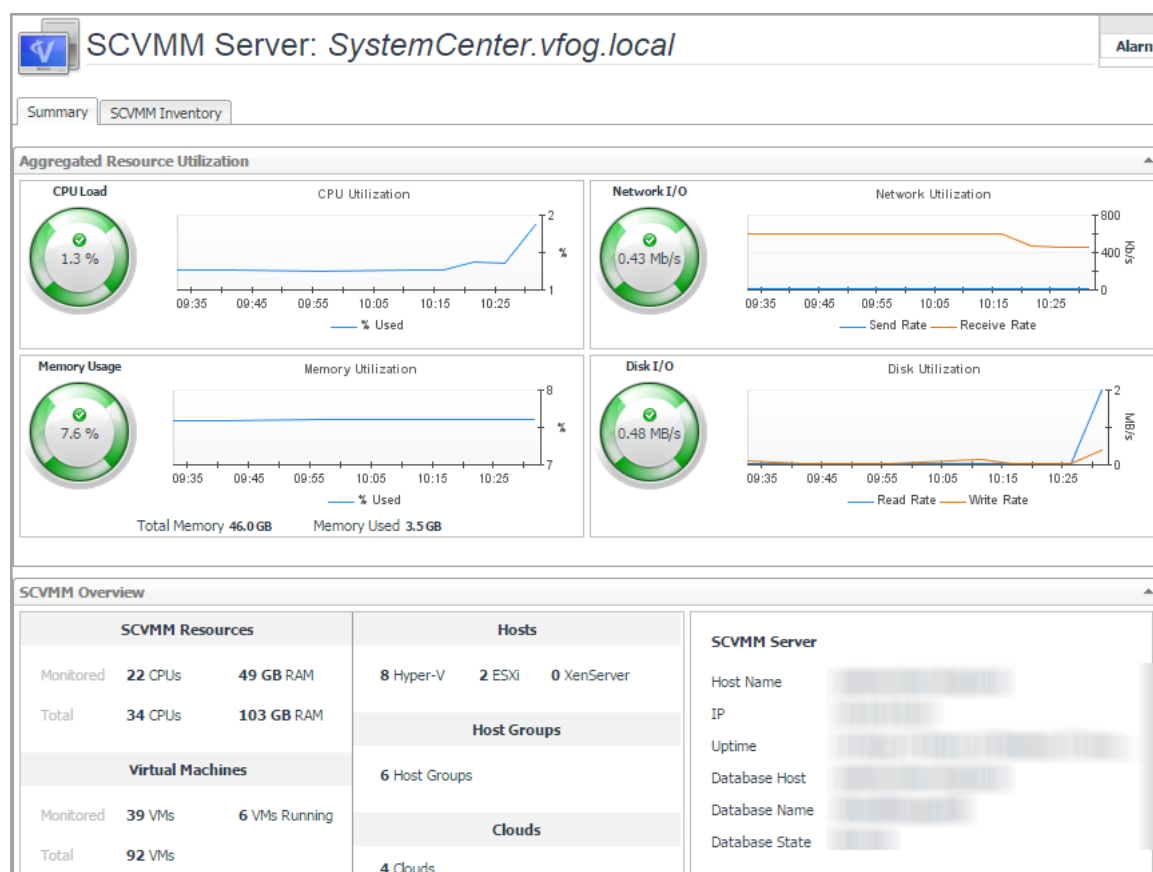 SCVMM Server: SystemCenter.vfog.local
Alarm
Summary SCVMM Inventory
Aggregated Resource Utilization
CPU Load
CPU Utilization
1.3 %
2
%
1
09:35 09:45 09:55 10:05 10:15 10:25
% Used
Network I/O
Network Utilization
0.43 Mb/s
800
400
0
Kb/s
09:35 09:45 09:55 10:05 10:15 10:25
Send Rate Receive Rate
Memory Usage
Memory Utilization
7.6 %
8
%
7
09:35 09:45 09:55 10:05 10:15 10:25
% Used
Total Memory 46.0 GB Memory Used 3.5 GB
Disk I/O
Disk Utilization
0.48 MB/s
2
MB/s
0
09:35 09:45 09:55 10:05 10:15 10:25
Read Rate Write Rate
SCVMM Overview
SCVMM Resources
Monitored 22 CPUs 49 GB RAM
Total 34 CPUs 103 GB RAM
Virtual Machines
Monitored 39 VMs 6 VMs Running
Total 92 VMs
Hosts
8 Hyper-V 2 ESXi 0 XenServer
Host Groups
6 Host Groups
Clouds
4 Clouds
SCVMM Server
Host Name
IP
Uptime
Database Host
Database Name
Database State